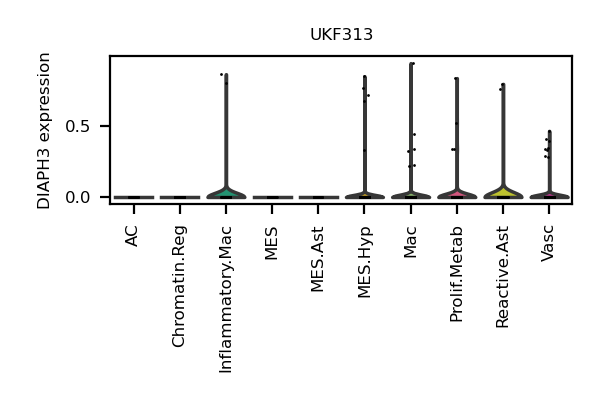 UKF313
DIAPH3 expression
0.5
0.0
AC
Chromatin.Reg
Inflammatory.Mac
MES
MES.Ast
MES.Hyp
Mac
Prolif.Metab
Reactive.Ast
Vasc